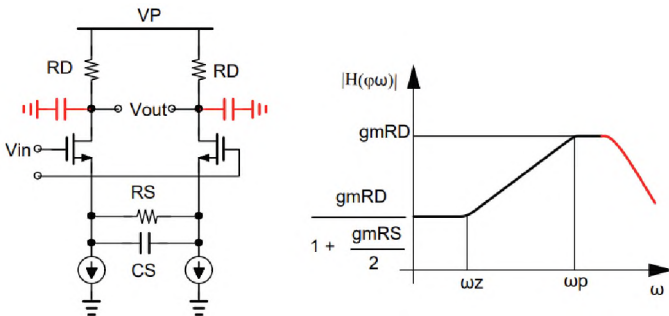 VP
RD
RD
Vout
Vin
RS
CS
|H(φω)|
gmRD
gmRD
1 + gmRS
2
ωz
ωp
ω